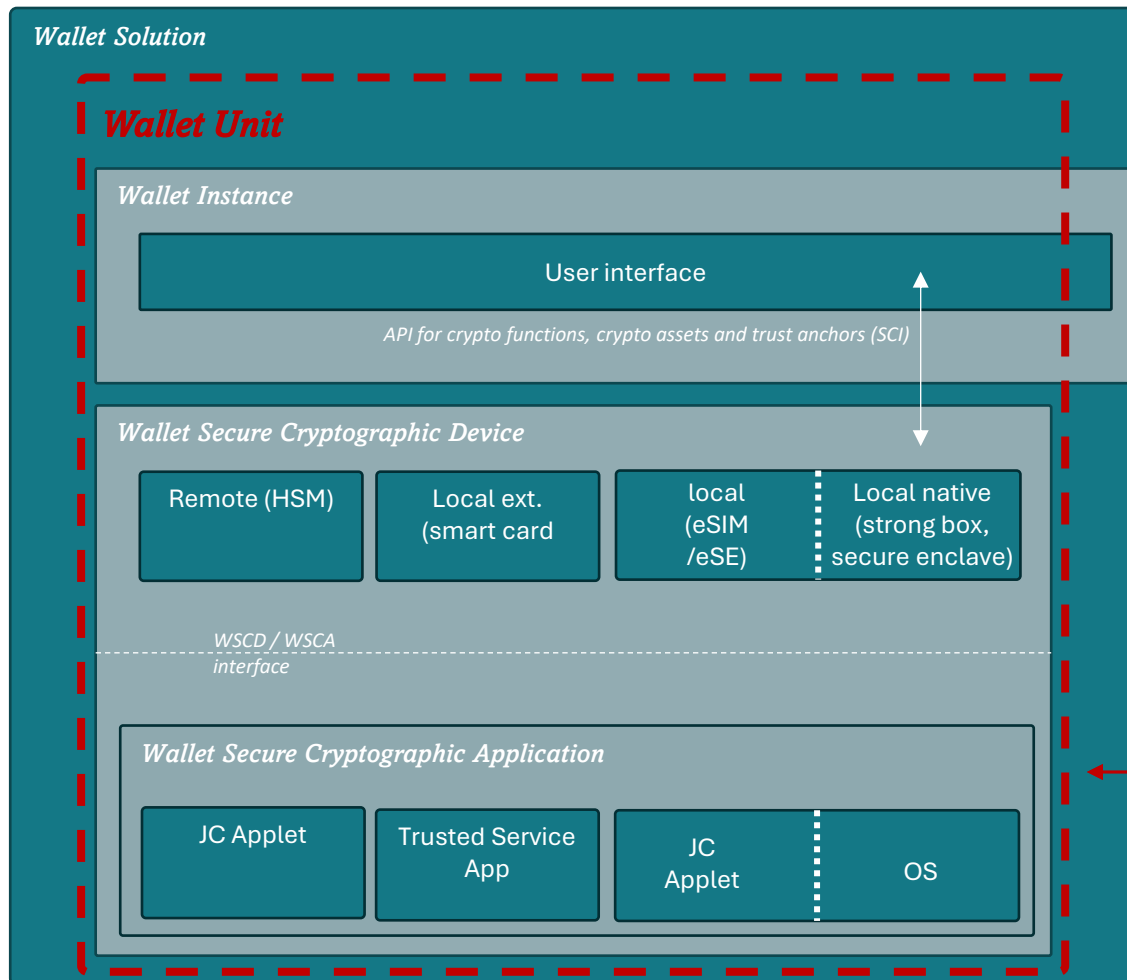 Wallet Solution
Wallet Unit
Wallet Instance
User interface
API for crypto functions, crypto assets and trust anchors (SCI)
Wallet Secure Cryptographic Device
Remote (HSM)
Local ext.
(smart card
local
(eSIM
/eSE)
Local native
(strong box,
secure enclave)
WSCD / WSCA
interface
Wallet Secure Cryptographic Application
JC Applet
Trusted Service
App
JC
Applet
OS